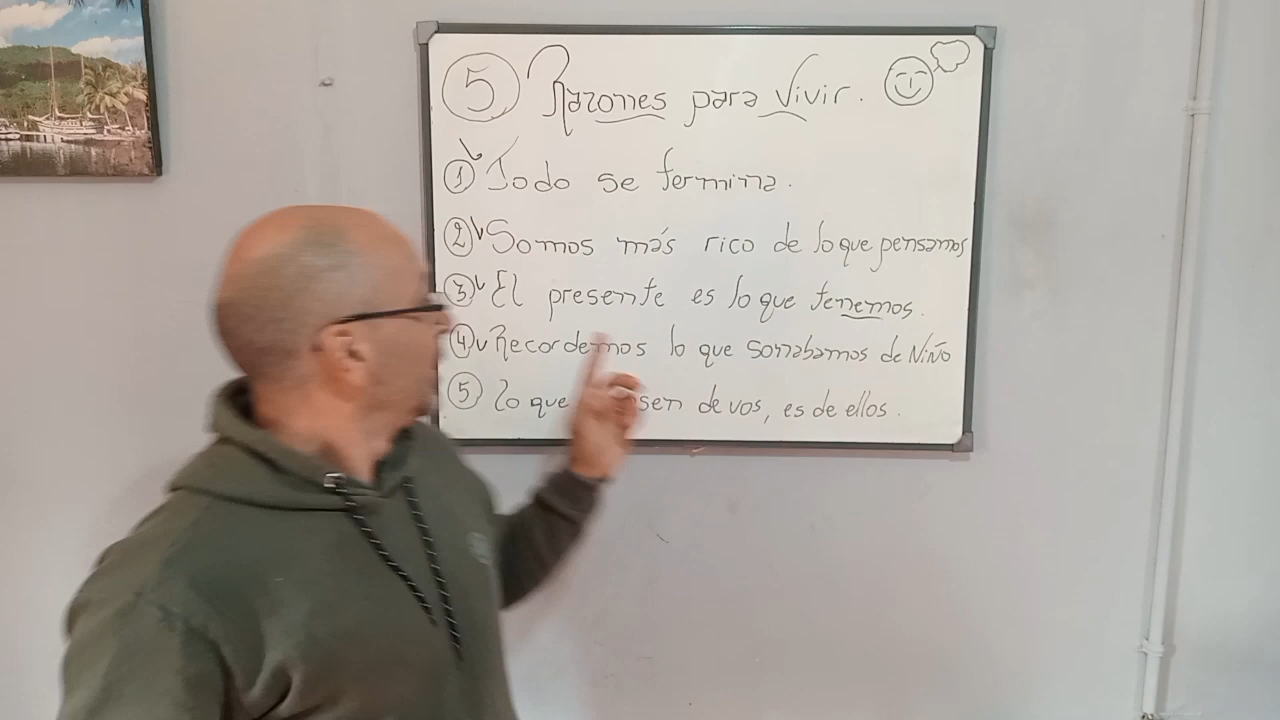 5 Razones para Vivir.
1 Todo se termina.
2 Somos más rico de lo que pensamos
3 El presente es lo que tenemos.
4 Recordemos lo que sonabamos de NiÑo
5 lo que de vos, es de ellos.